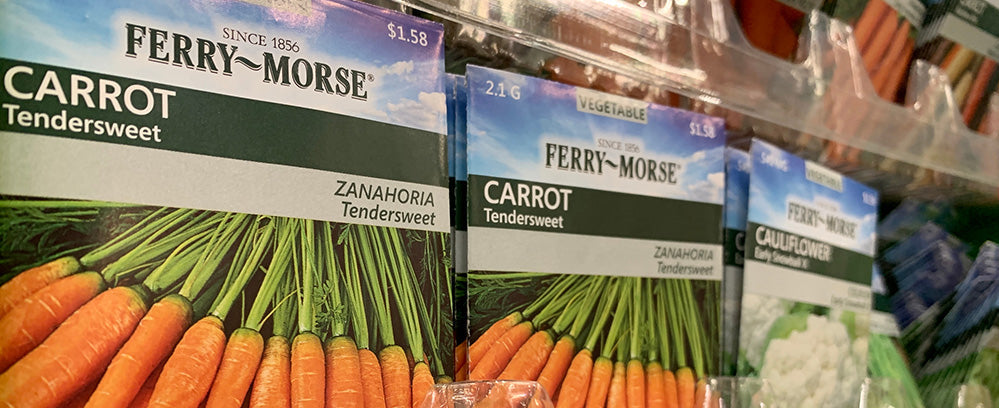 SINCE 1856
$1.58
FERRY~MORSE®
CARROT
Tendersweet
ZANAHORIA
Tendersweet
2.1 G
VEGETABLE
$1.58
SINCE 1856
FERRY~MORSE®
CARROT
Tendersweet
ZANAHORIA
Tendersweet
VEGETABLE
FERRY~MORSE
CAULIFLOWER